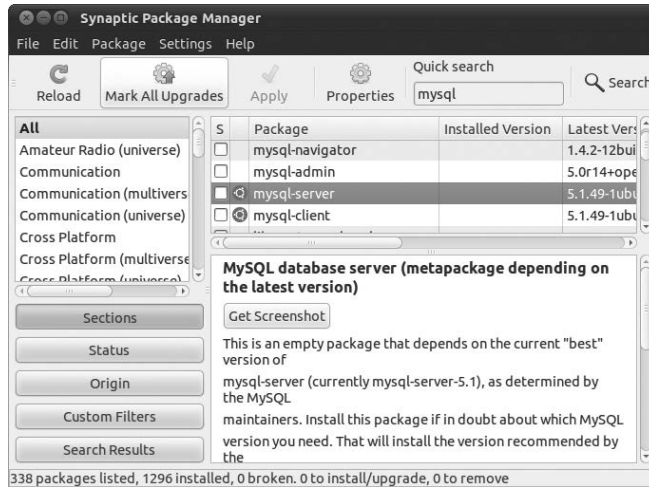 Synaptic Package Manager
File Edit Package Settings Help
Reload
Mark All Upgrades
Apply
Properties
Quick search
mysql
Search
All
Amateur Radio (universe)
Communication
Communication (multivers
Communication (universe)
Cross Platform
Cross Platform (multiverse
S Package Installed Version Latest Vers
mysql-navigator 1.4.2-12bui
mysql-admin 5.0r14+ope
mysql-server 5.1.49-1ubu
mysql-client 5.1.49-1ubu
Sections
Status
Origin
Custom Filters
Search Results
MySQL database server (metapackage depending on
the latest version)
Get Screenshot
This is an empty package that depends on the current "best"
version of
mysql-server (currently mysql-server-5.1), as determined by
the MySQL
maintainers. Install this package if in doubt about which MySQL
version you need. That will install the version recommended by
the
338 packages listed, 1296 installed, 0 broken. 0 to install/upgrade, 0 to remove